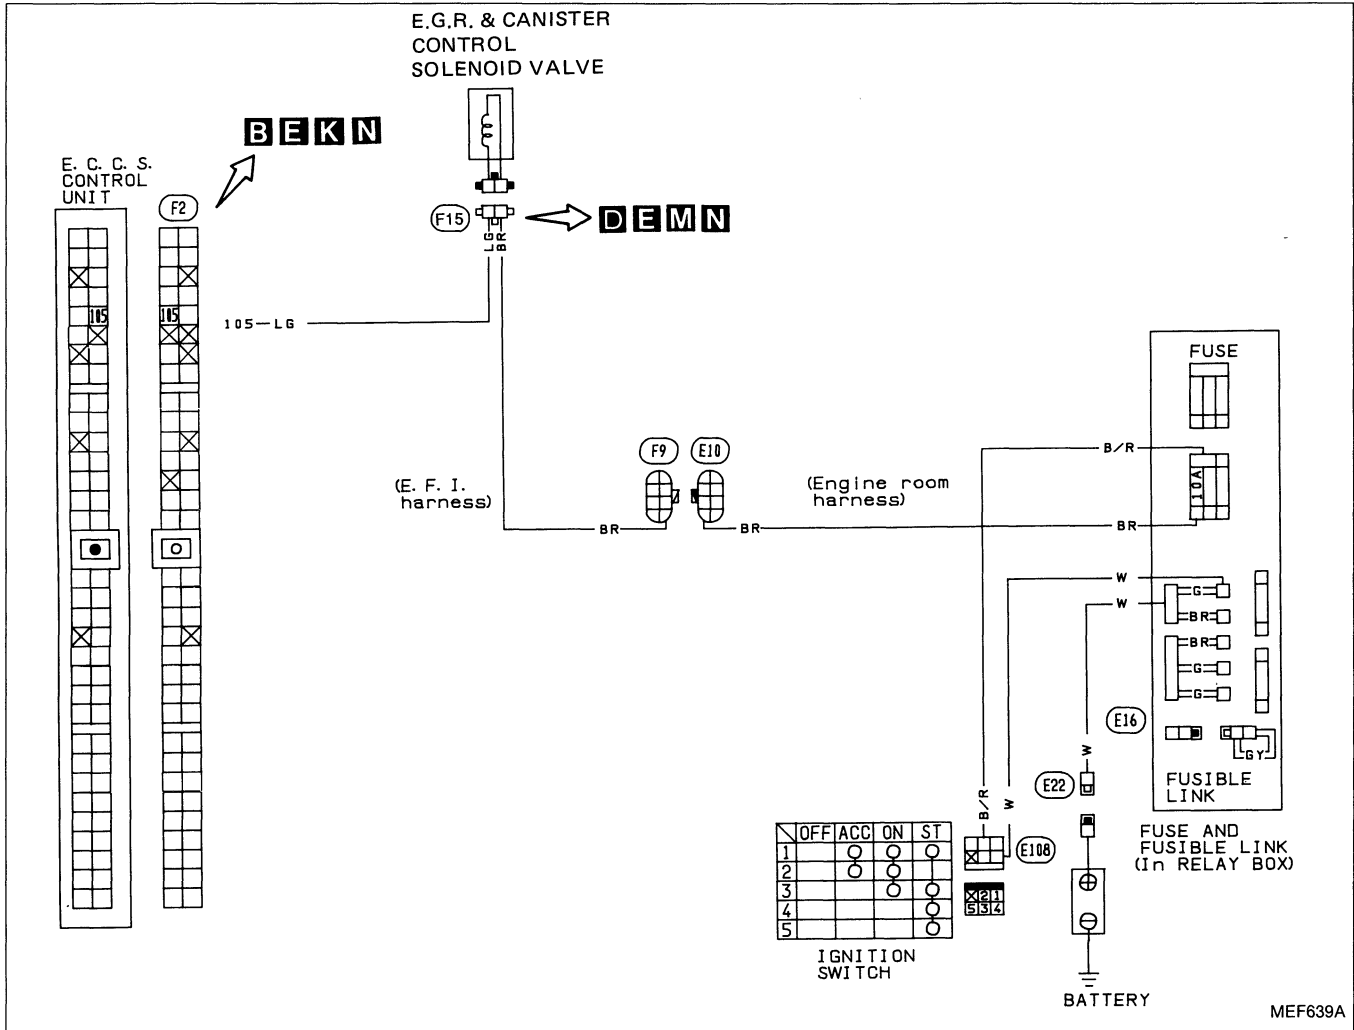 E.G.R. & CANISTER
CONTROL
SOLENOID VALVE
B E K N
E. C. C. S.
CONTROL
UNIT
F2
F15
D E M N
LG
BR
105
105
105—LG
FUSE
F9
E10
B/R
10A
(E. F. I.
harness)
(Engine room
harness)
BR
BR
BR
W
G
W
BR
BR
G
G
E16
GY
W
E22
FUSIBLE
LINK
B/R
W
OFF ACC ON ST
1
2
3
4
5
E108
2 1
5 3 4
FUSE AND
FUSIBLE LINK
(In RELAY BOX)
IGNITION
SWITCH
BATTERY
MEF639A